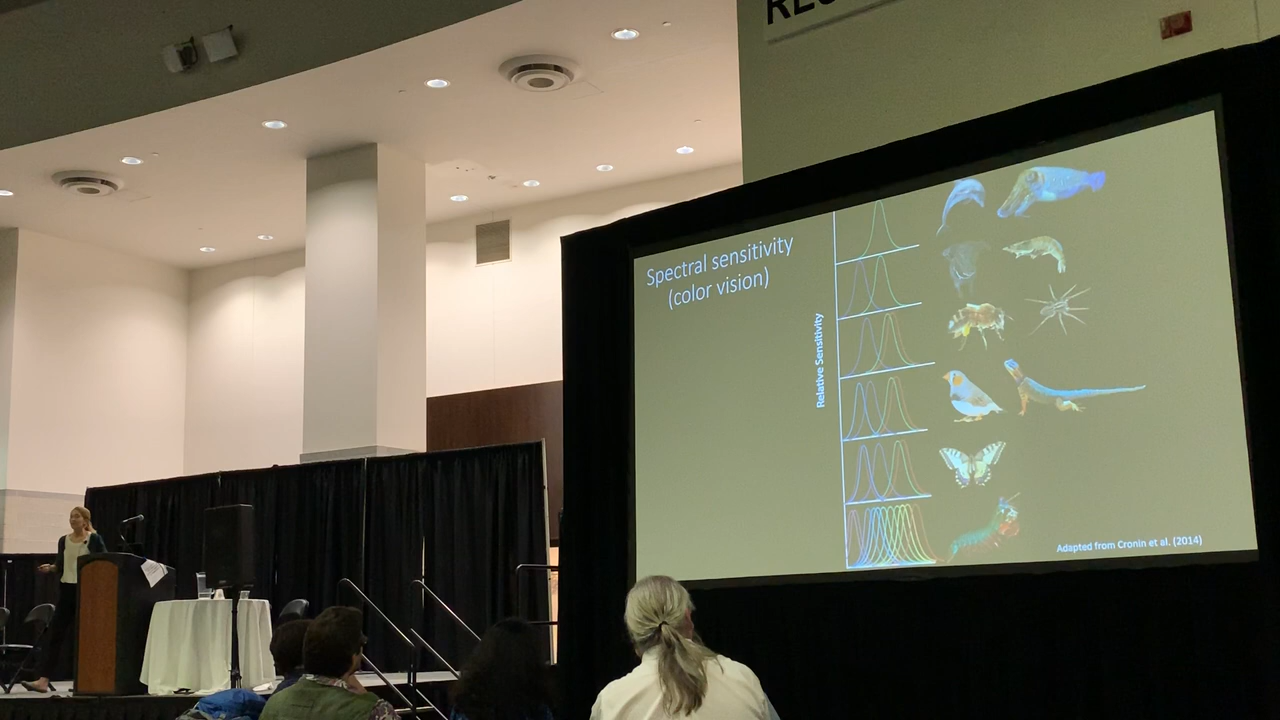 Spectral sensitivity
(color vision)
Relative Sensitivity
Adapted from Cronin et al. (2014)